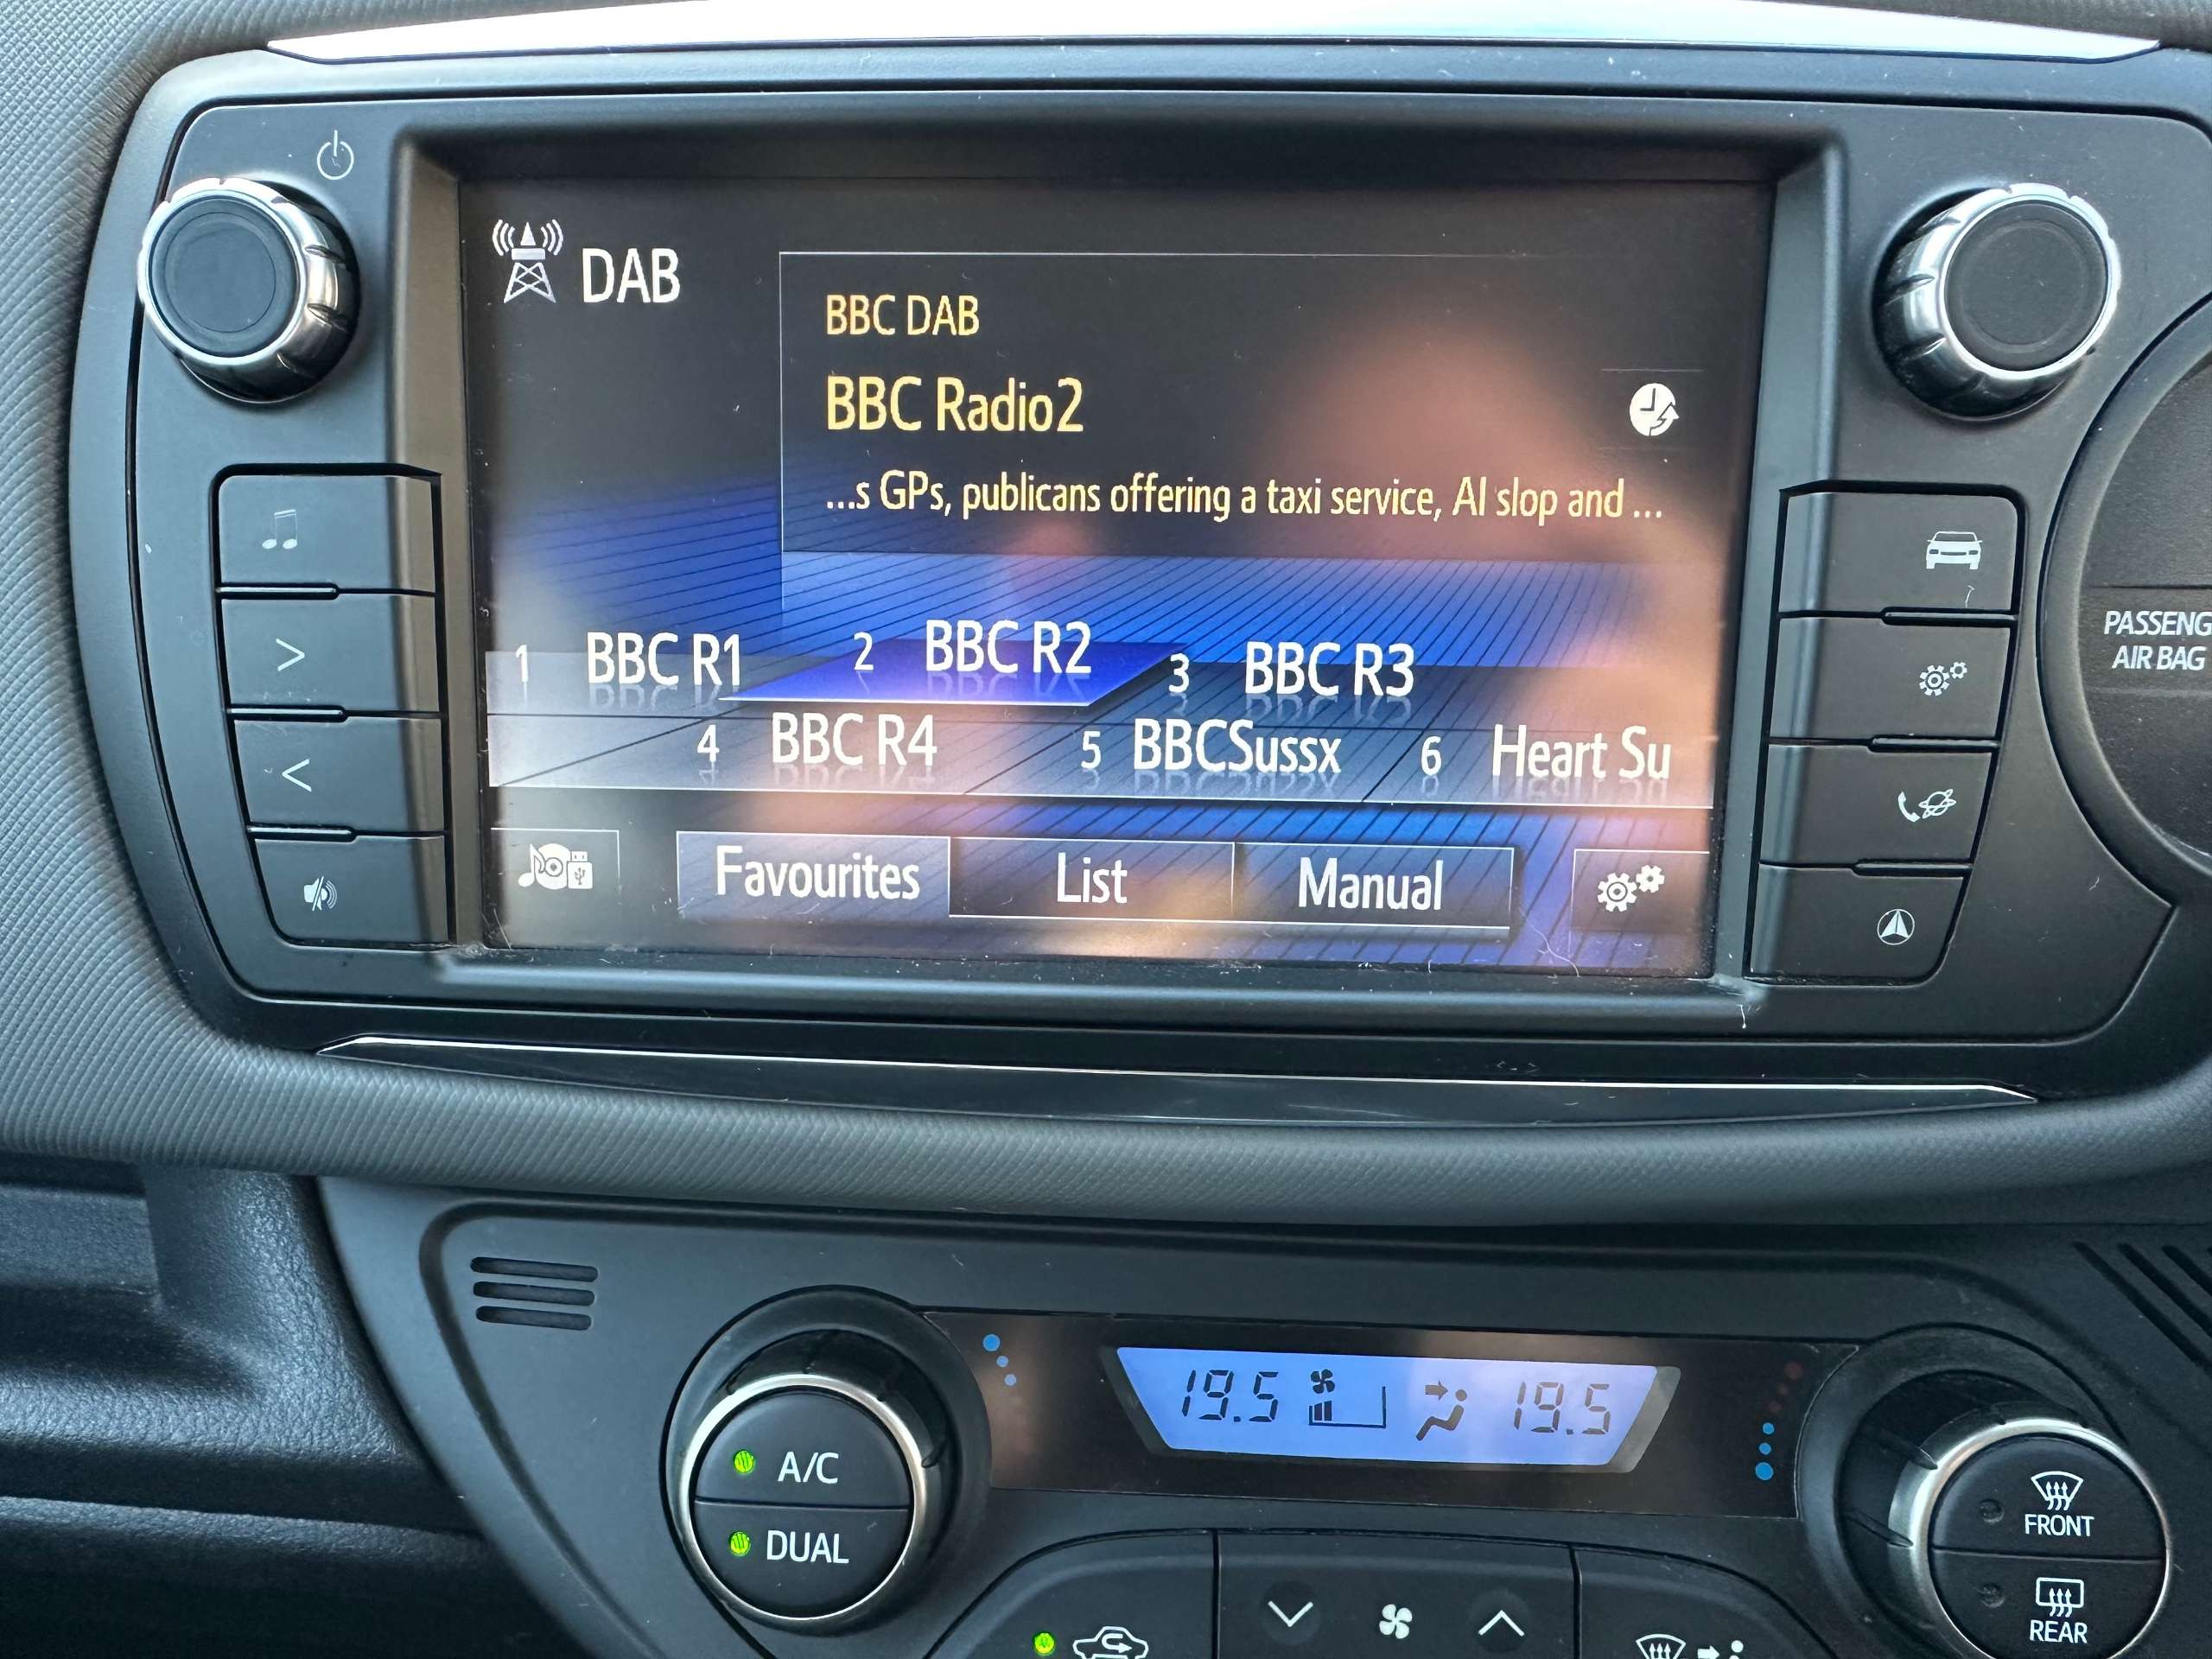 DAB
BBC DAB
BBC Radio2
...s GPs, publicans offering a taxi service, AI slop and ...
1 BBC R1 2 BBC R2 3 BBC R3
4 BBC R4 5 BBCSussx 6 Heart Su
Favourites List Manual
PASSENG
AIR BAG
19.5 19.5
A/C
DUAL
FRONT
REAR